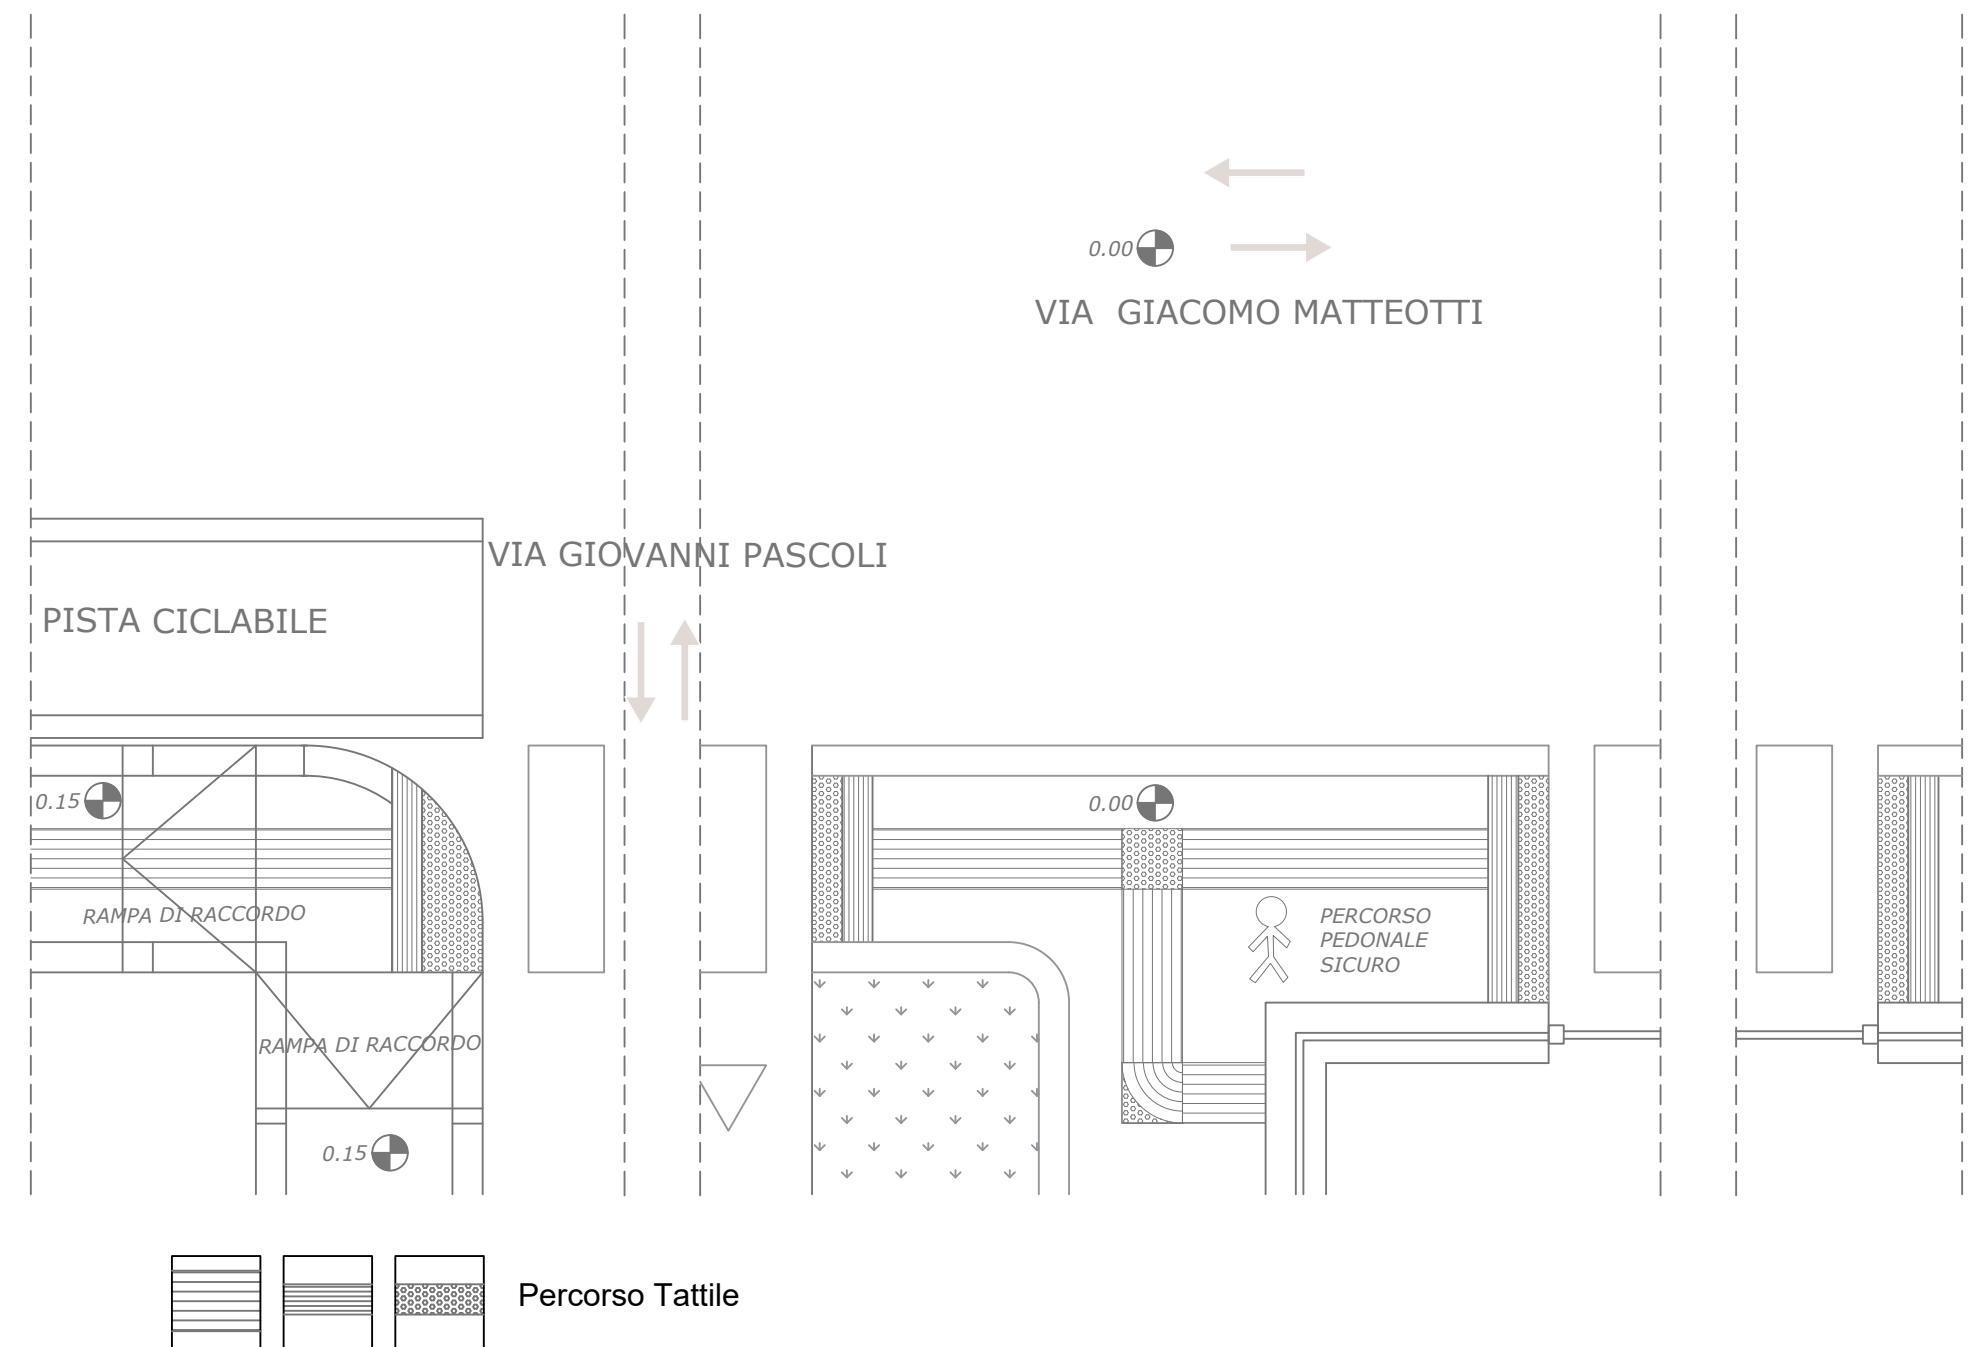 0.00
VIA GIACOMO MATTEOTTI
VIA GIOVANNI PASCOLI
PISTA CICLABILE
0.15
0.00
RAMPA DI RACCORDO
PERCORSO
PEDONALE
SICURO
RAMPA DI RACCORDO
0.15
Percorso Tattile